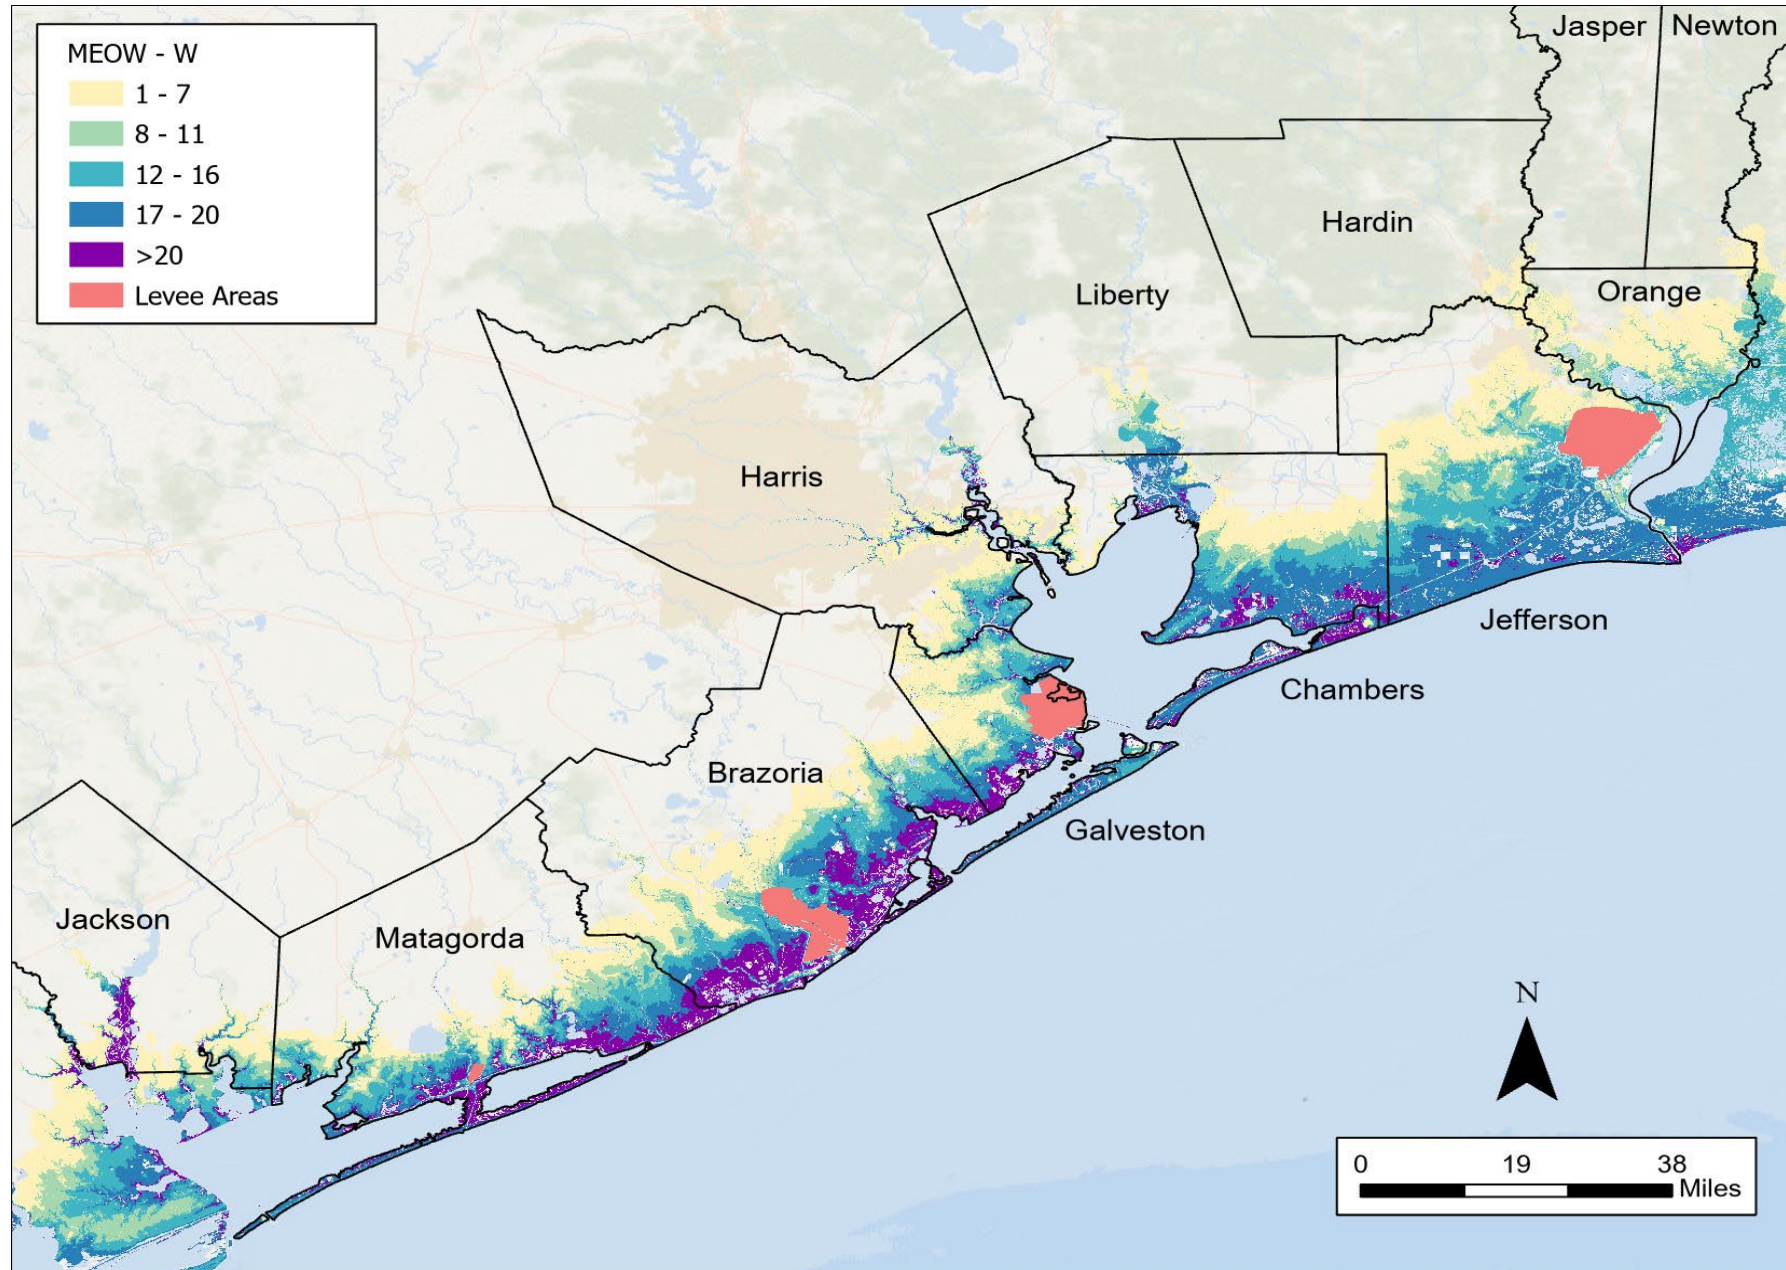 MEOW - W
1 - 7
8 - 11
12 - 16
17 - 20
>20
Levee Areas
Jasper
Newton
Hardin
Orange
Liberty
Harris
Jefferson
Chambers
Brazoria
Galveston
Jackson
Matagorda
N
0 19 38
Miles